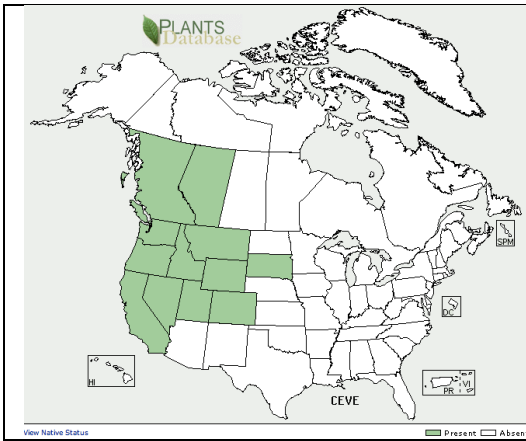 PLANTS
Database
SPM
DC
HI
PR VI
CEVE
View Native Status
Present Absen